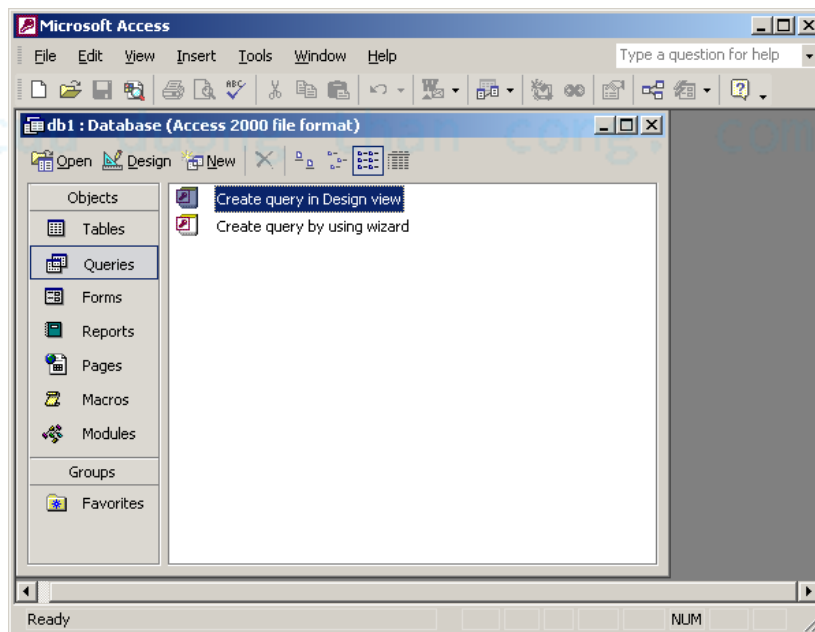 Microsoft Access
File Edit View Insert Tools Window Help Type a question for help
db1 : Database (Access 2000 file format)
Open Design New
Objects
Tables
Queries
Forms
Reports
Pages
Macros
Modules
Groups
Favorites
Create query in Design view
Create query by using wizard
Ready NUM